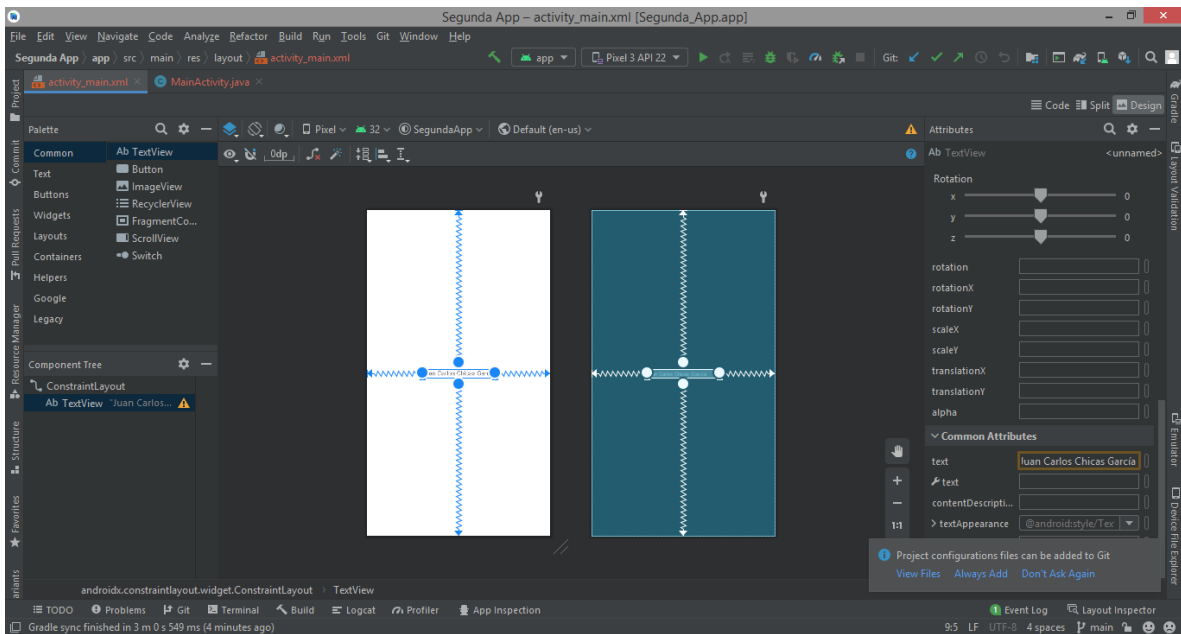 Segunda App – activity_main.xml [Segunda_App.app]
File Edit View Navigate Code Analyze Refactor Build Run Tools Git Window Help
Segunda App app src main res layout activity_main.xml
app Pixel 3 API 22 Git:
activity_main.xml MainActivity.java
Code Split Design
Palette
Pixel 32 SegundaApp Default (en-us)
Attributes
Common
Text
Buttons
Widgets
Layouts
Containers
Helpers
Google
Legacy
Ab TextView
Button
ImageView
RecyclerView
FragmentCo...
ScrollView
Switch
0dp
Ab TextView <unnamed>
Rotation
x 0
y 0
z 0
rotation
rotationX
rotationY
scaleX
scaleY
translationX
translationY
alpha
Common Attributes
text Juan Carlos Chicas García
text
contentDescripti...
textAppearance @android:style/Tex
Component Tree
ConstraintLayout
Ab TextView "Juan Carlos...
an Carlos Chicas Garc
1:1
Project configurations files can be added to Git
View Files Always Add Don't Ask Again
androidx.constraintlayout.widget.ConstraintLayout TextView
TODO Problems Git Terminal Build Logcat Profiler App Inspection
1 Event Log Layout Inspector
Gradle sync finished in 3 m 0 s 549 ms (4 minutes ago)
9:5 LF UTF-8 4 spaces main
Project
Commit
Pull Requests
Resource Manager
Structure
Favorites
ariants
Gradle
Layout Validation
Emulator
Device File Explorer